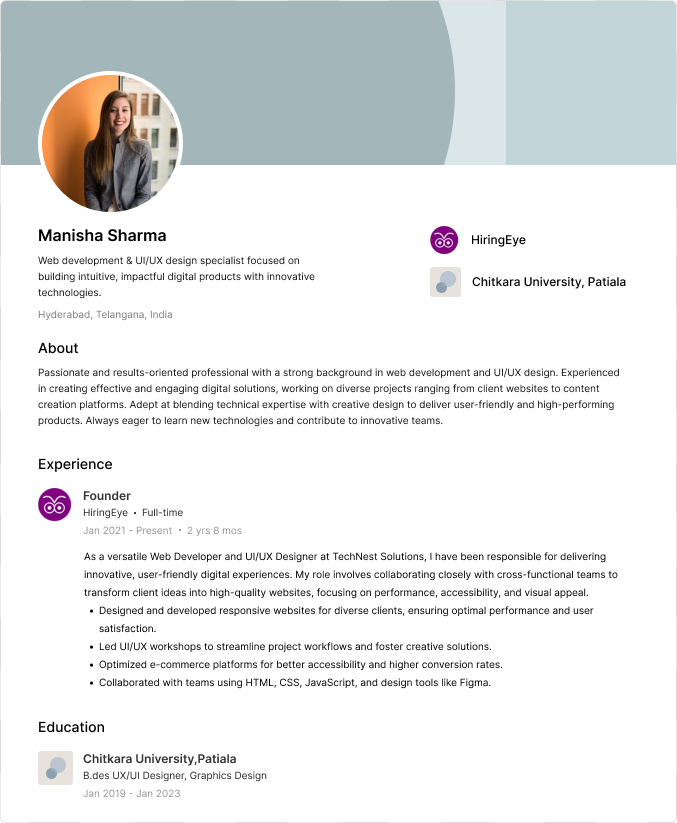 Manisha Sharma
Web development & UI/UX design specialist focused on
building intuitive, impactful digital products with innovative
technologies.
Hyderabad, Telangana, India
HiringEye
Chitkara University, Patiala
About
Passionate and results-oriented professional with a strong background in web development and UI/UX design. Experienced
in creating effective and engaging digital solutions, working on diverse projects ranging from client websites to content
creation platforms. Adept at blending technical expertise with creative design to deliver user-friendly and high-performing
products. Always eager to learn new technologies and contribute to innovative teams.
Experience
Founder
HiringEye • Full-time
Jan 2021 - Present • 2 yrs 8 mos
As a versatile Web Developer and UI/UX Designer at TechNest Solutions, I have been responsible for delivering
innovative, user-friendly digital experiences. My role involves collaborating closely with cross-functional teams to
transform client ideas into high-quality websites, focusing on performance, accessibility, and visual appeal.
• Designed and developed responsive websites for diverse clients, ensuring optimal performance and user
satisfaction.
• Led UI/UX workshops to streamline project workflows and foster creative solutions.
• Optimized e-commerce platforms for better accessibility and higher conversion rates.
• Collaborated with teams using HTML, CSS, JavaScript, and design tools like Figma.
Education
Chitkara University,Patiala
B.des UX/UI Designer, Graphics Design
Jan 2019 - Jan 2023